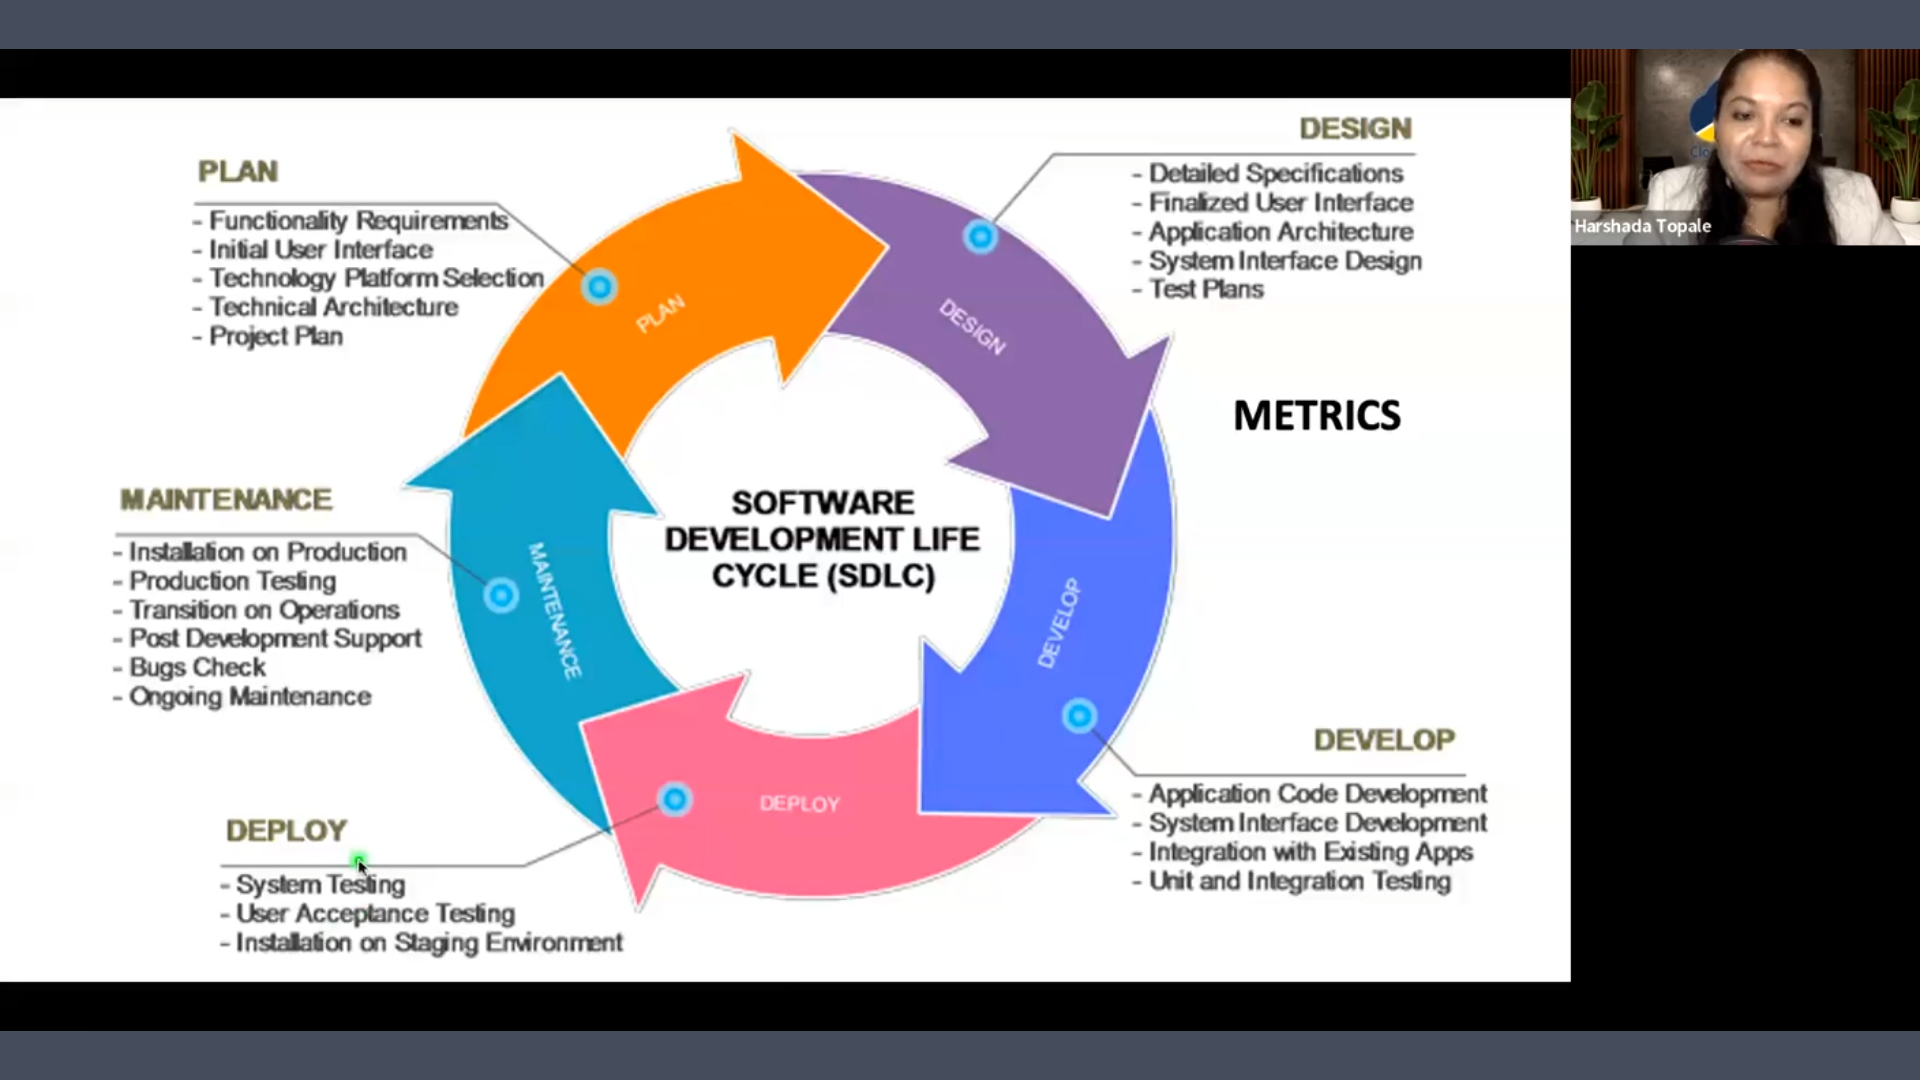 PLAN
- Functionality Requirements
- Initial User Interface
- Technology Platform Selection
- Technical Architecture
- Project Plan
DESIGN
- Detailed Specifications
- Finalized User Interface
- Application Architecture
- System Interface Design
- Test Plans
Harshada Topale
PLAN
DESIGN
METRICS
MAINTENANCE
- Installation on Production
- Production Testing
- Transition on Operations
- Post Development Support
- Bugs Check
- Ongoing Maintenance
SOFTWARE
DEVELOPMENT LIFE
CYCLE (SDLC)
MAINTENANCE
DEVELOP
DEPLOY
DEVELOP
- Application Code Development
- System Interface Development
- Integration with Existing Apps
- Unit and Integration Testing
DEPLOY
- System Testing
- User Acceptance Testing
- Installation on Staging Environment